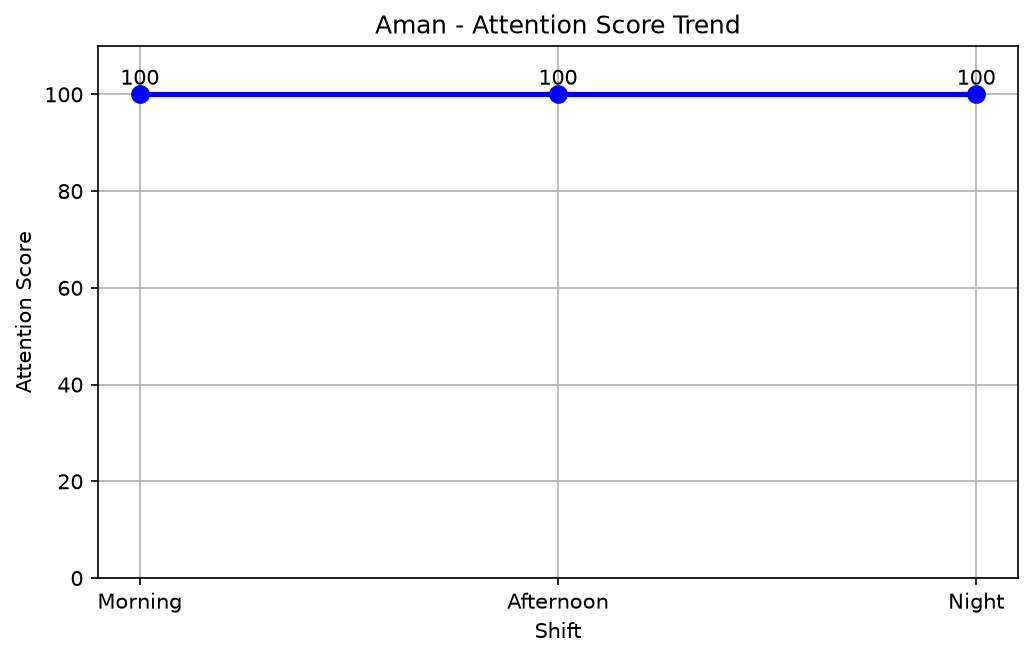 Aman - Attention Score Trend
100 100 100
100
80
60
40
20
0
Attention Score
Morning Afternoon Night
Shift